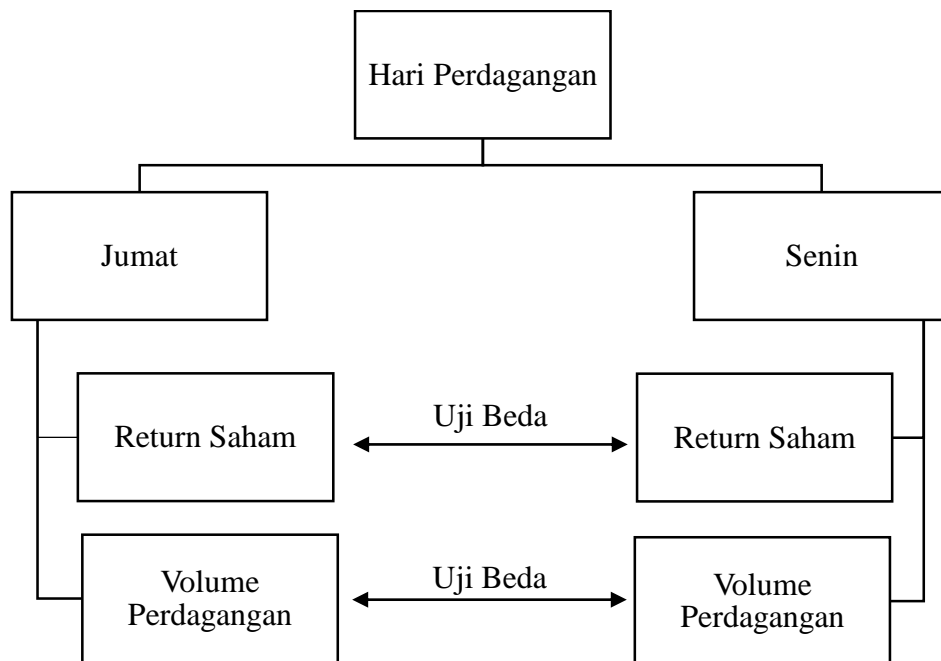 Hari Perdagangan
Jumat
Senin
Return Saham
Uji Beda
Return Saham
Volume
Perdagangan
Uji Beda
Volume
Perdagangan